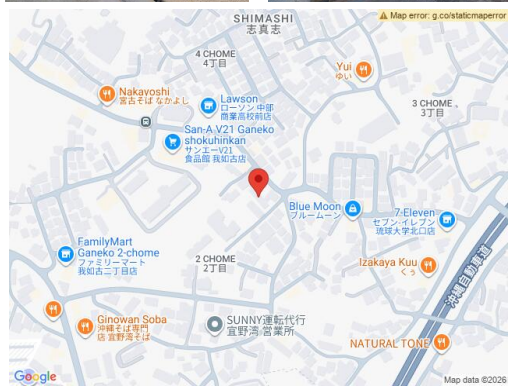 SHIMASHI
志真志
Map error: g.co/staticmaperror
4 CHOME
4丁目
Yui
ゆい
Nakayoshi
宮古そば なかよし
Lawson
ローソン 中部
商業高校前店
3 CHOME
3丁目
San-A V21 Ganeko
shokuhinkan
サンエーV21
食品館 我如古店
Blue Moon
ブルームーン
7-Eleven
セブン-イレブン
琉球大学北口店
FamilyMart
Ganeko 2-chome
ファミリーマート
我如古二丁目店
2 CHOME
2丁目
Izakaya Kuu
くぅ
沖縄自動車道
Ginowan Soba
沖縄そば専門
店 宜野湾そば
SUNNY運転代行
宜野湾 営業所
NATURAL TONE
Google
Map data ©2026